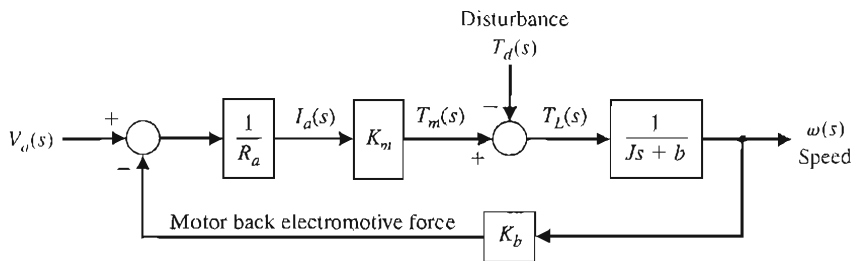 Disturbance
T_d(s)
V_a(s)
+
−
1
R_a
I_a(s)
K_m
T_m(s)
+
−
T_L(s)
1
Js + b
ω(s)
Speed
Motor back electromotive force
K_b